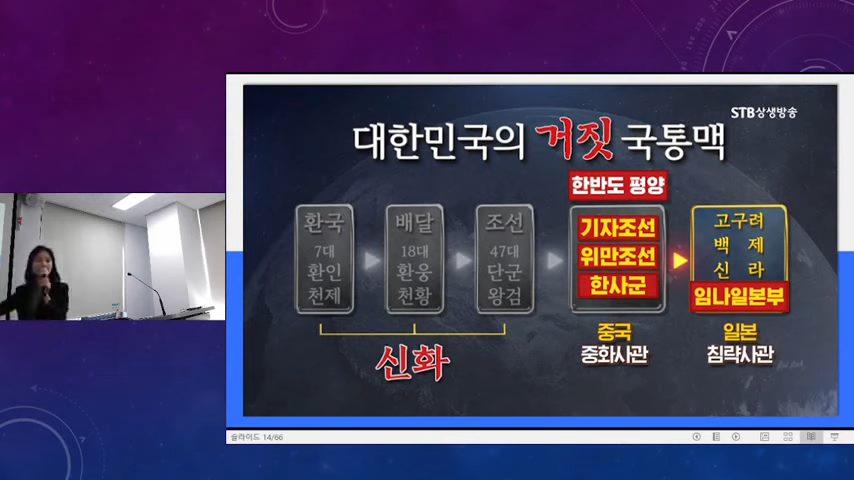 STB상생방송
대한민국의 거짓 국통맥
한반도 평양
환국
7대
환인
천제
배달
18대
환웅
천황
조선
47대
단군
왕검
기자조선
위만조선
한사군
고구려
백 제
신 라
임나일본부
신화
중국
중화사관
일본
침략사관
슬라이드 14/66